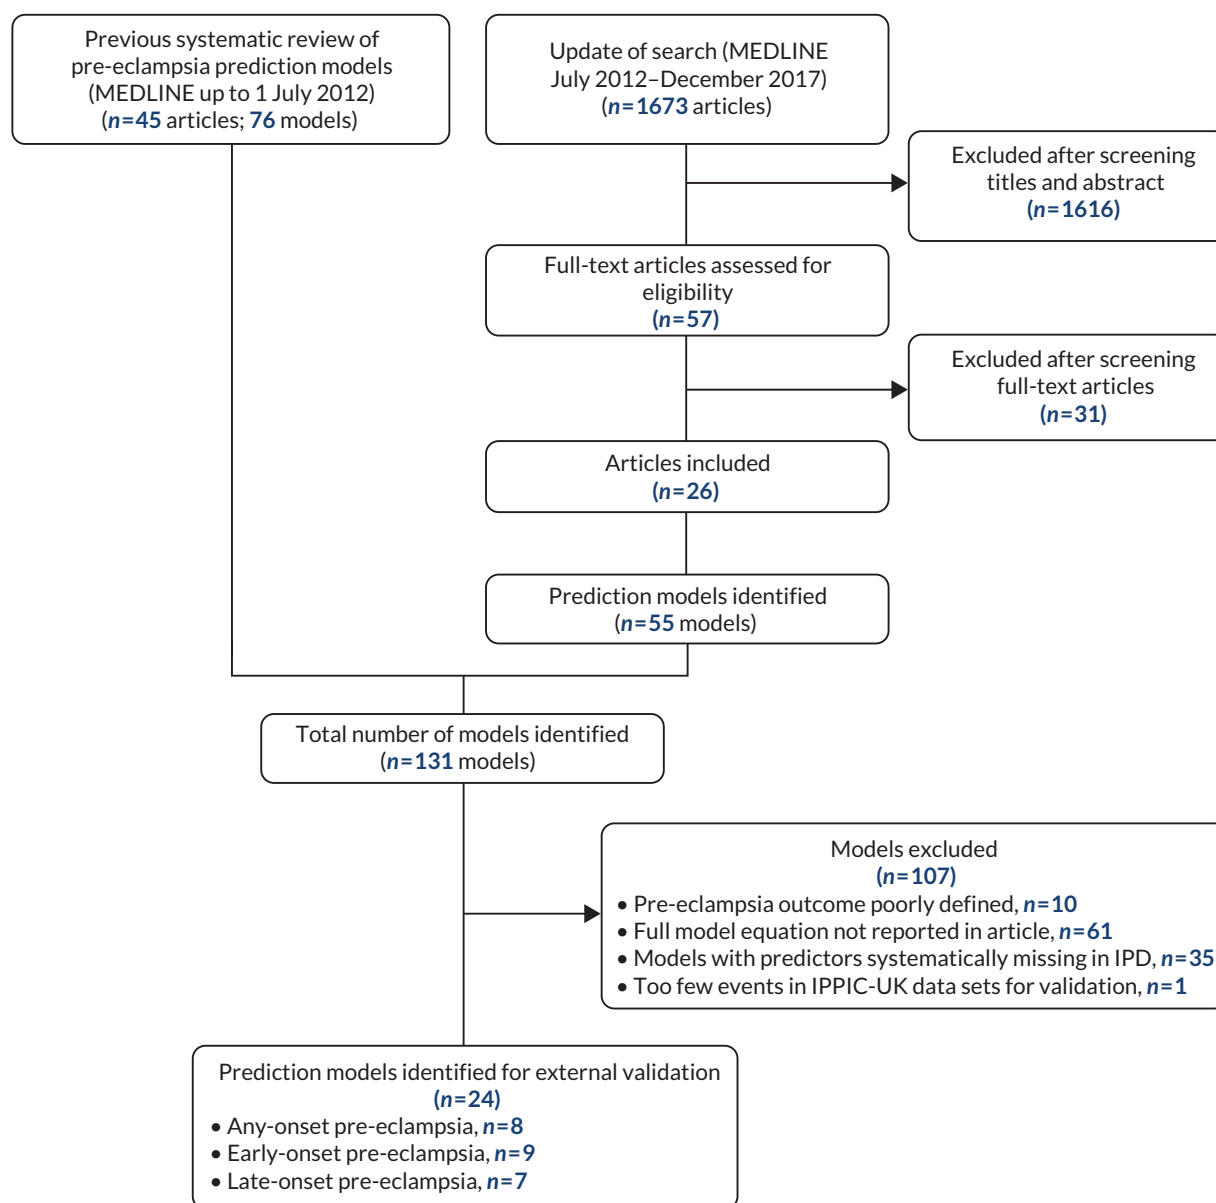 Previous systematic review of
pre-eclampsia prediction models
(MEDLINE up to 1 July 2012)
(n=45 articles; 76 models)
Update of search (MEDLINE
July 2012–December 2017)
(n=1673 articles)
Excluded after screening
titles and abstract
(n=1616)
Full-text articles assessed for
eligibility
(n=57)
Excluded after screening
full-text articles
(n=31)
Articles included
(n=26)
Prediction models identified
(n=55 models)
Total number of models identified
(n=131 models)
Models excluded
(n=107)
• Pre-eclampsia outcome poorly defined, n=10
• Full model equation not reported in article, n=61
• Models with predictors systematically missing in IPD, n=35
• Too few events in IPPIC-UK data sets for validation, n=1
Prediction models identified for external validation
(n=24)
• Any-onset pre-eclampsia, n=8
• Early-onset pre-eclampsia, n=9
• Late-onset pre-eclampsia, n=7